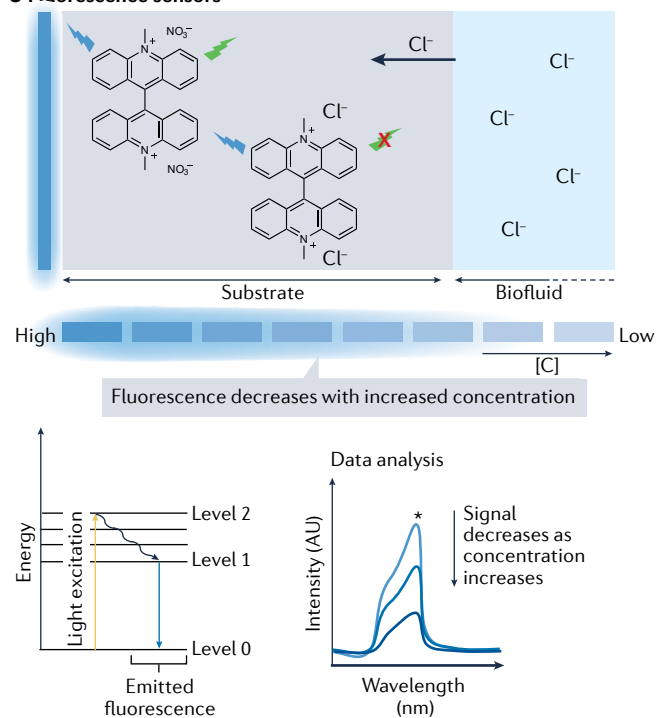 NO₃⁻
N
+
N
+
NO₃⁻
Cl⁻
Cl⁻
N
+
N
+
Cl⁻
X
Cl⁻
Cl⁻
Cl⁻
Cl⁻
Substrate
Biofluid
High
Low
[C]
Fluorescence decreases with increased concentration
Energy
Light excitation
Level 2
Level 1
Level 0
Emitted
fluorescence
Data analysis
Intensity (AU)
*
Signal
decreases as
concentration
increases
Wavelength
(nm)